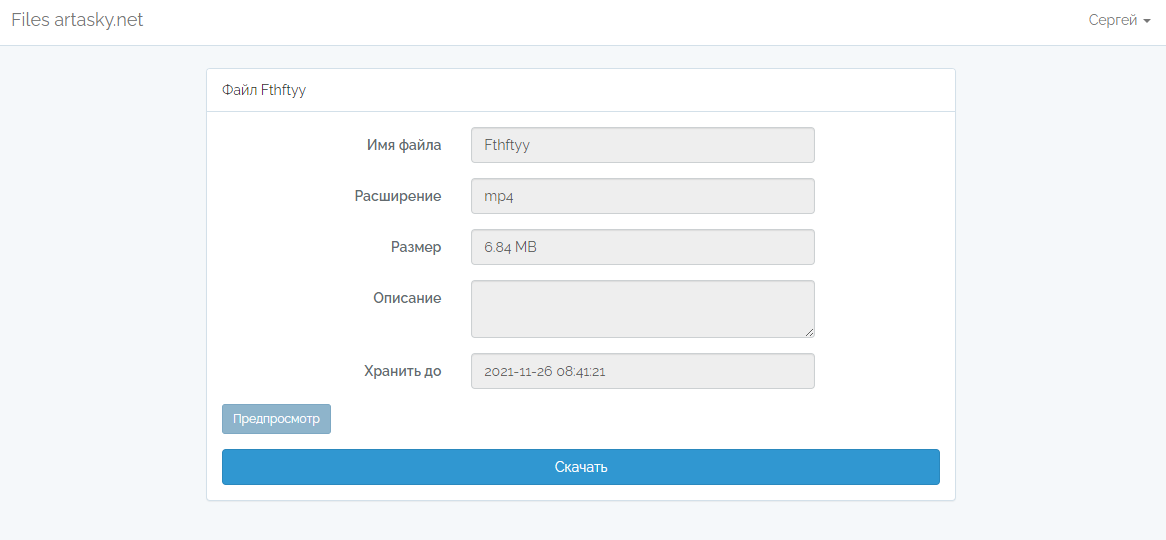 Files artasky.net
Сергей
Файл Fthftyy
Имя файла Fthftyy
Расширение mp4
Размер 6.84 MB
Описание
Хранить до 2021-11-26 08:41:21
Предпросмотр
Скачать